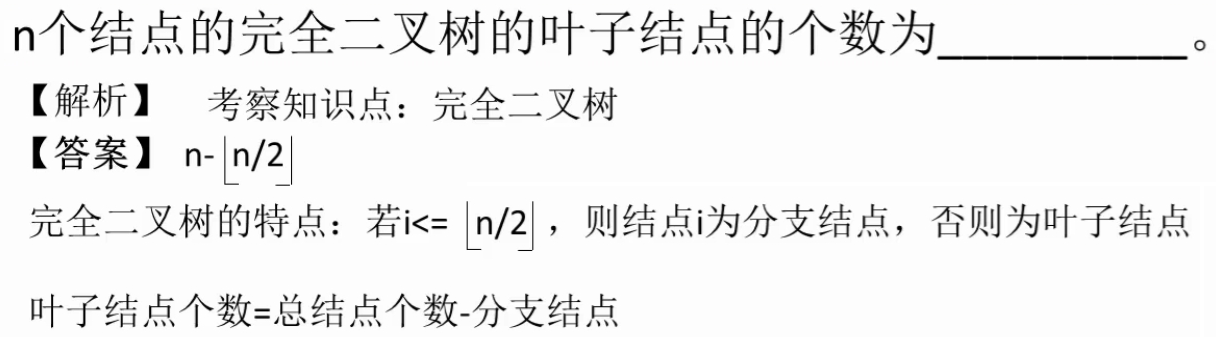 n个结点的完全二叉树的叶子结点的个数为__________。
【解析】 考察知识点：完全二叉树
【答案】 n-⌊n/2⌋
完全二叉树的特点：若i<= ⌊n/2⌋，则结点i为分支结点，否则为叶子结点
叶子结点个数=总结点个数-分支结点